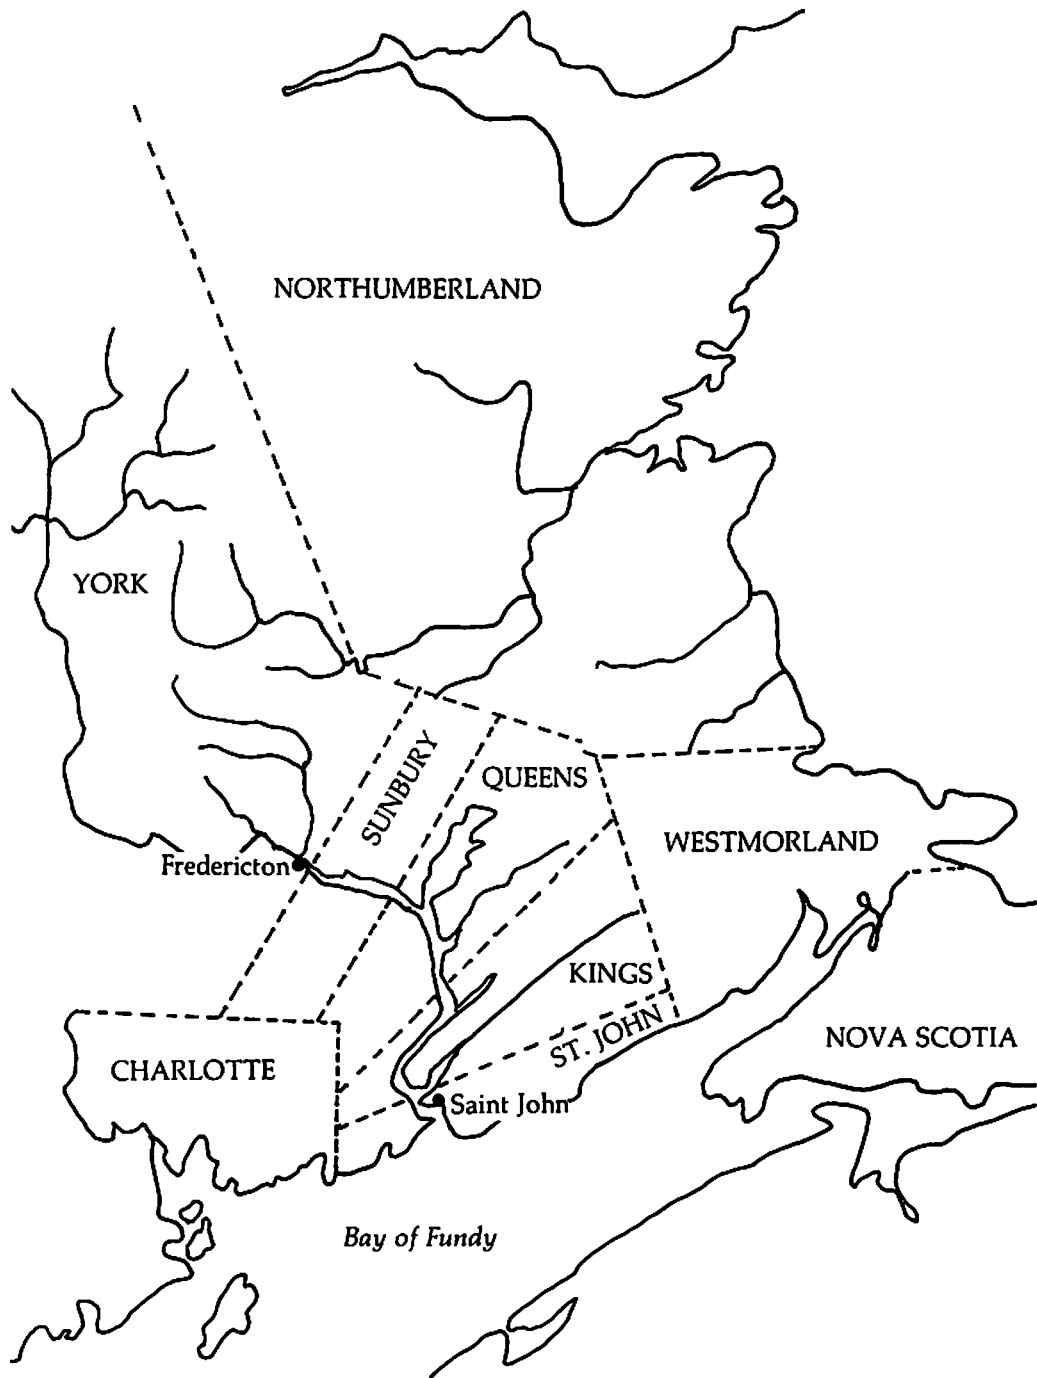 NORTHUMBERLAND
YORK
SUNBURY
QUEENS
WESTMORLAND
Fredericton
KINGS
ST. JOHN
NOVA SCOTIA
CHARLOTTE
Saint John
Bay of Fundy